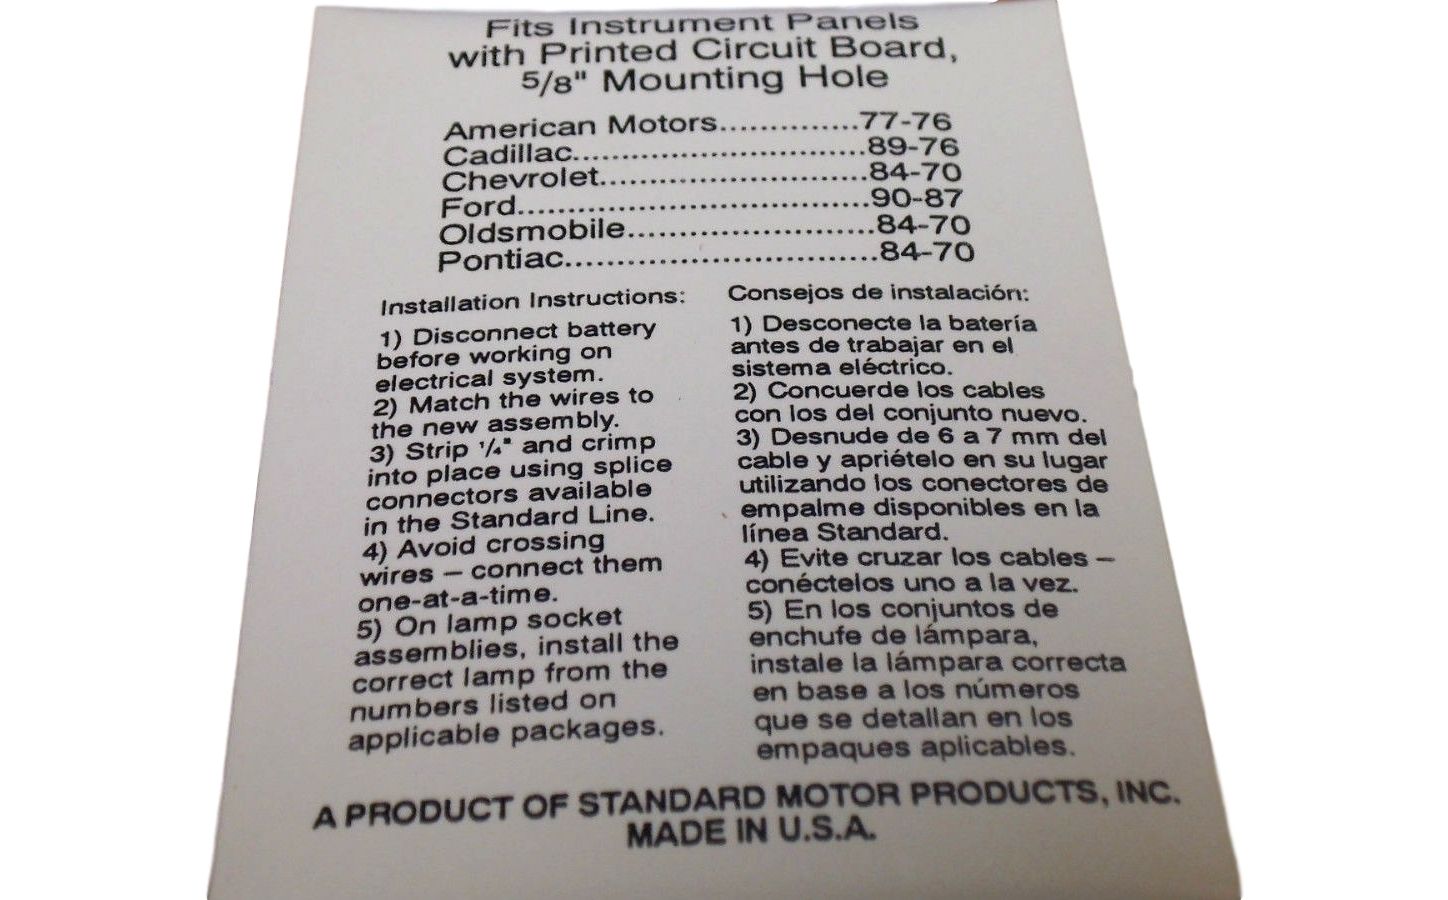 Fits Instrument Panels
with Printed Circuit Board,
5/8" Mounting Hole
American Motors..............77-76
Cadillac..............................89-76
Chevrolet...........................84-70
Ford...................................90-87
Oldsmobile.........................84-70
Pontiac...............................84-70
Installation Instructions:
1) Disconnect battery
before working on
electrical system.
2) Match the wires to
the new assembly.
3) Strip ¼" and crimp
into place using splice
connectors available
in the Standard Line.
4) Avoid crossing
wires – connect them
one-at-a-time.
5) On lamp socket
assemblies, install the
correct lamp from the
numbers listed on
applicable packages.
Consejos de instalación:
1) Desconecte la batería
antes de trabajar en el
sistema eléctrico.
2) Concuerde los cables
con los del conjunto nuevo.
3) Desnude de 6 a 7 mm del
cable y apriételo en su lugar
utilizando los conectores de
empalme disponibles en la
línea Standard.
4) Evite cruzar los cables –
conéctelos uno a la vez.
5) En los conjuntos de
enchufe de lámpara,
instale la lámpara correcta
en base a los números
que se detallan en los
empaques aplicables.
A PRODUCT OF STANDARD MOTOR PRODUCTS, INC.
MADE IN U.S.A.